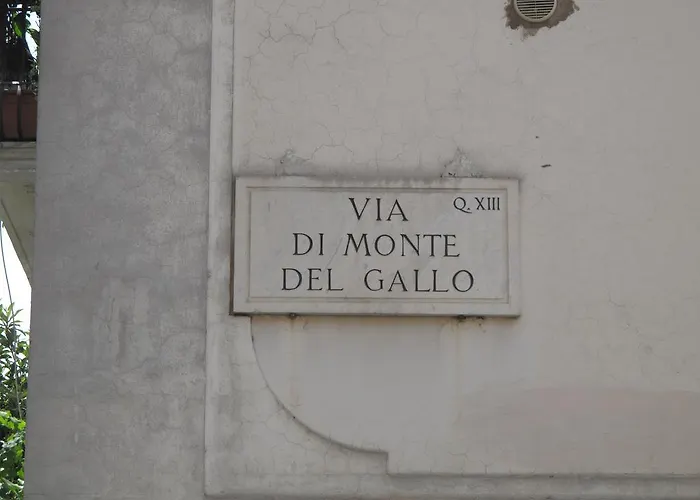 VIA Q. XIII
DI MONTE
DEL GALLO